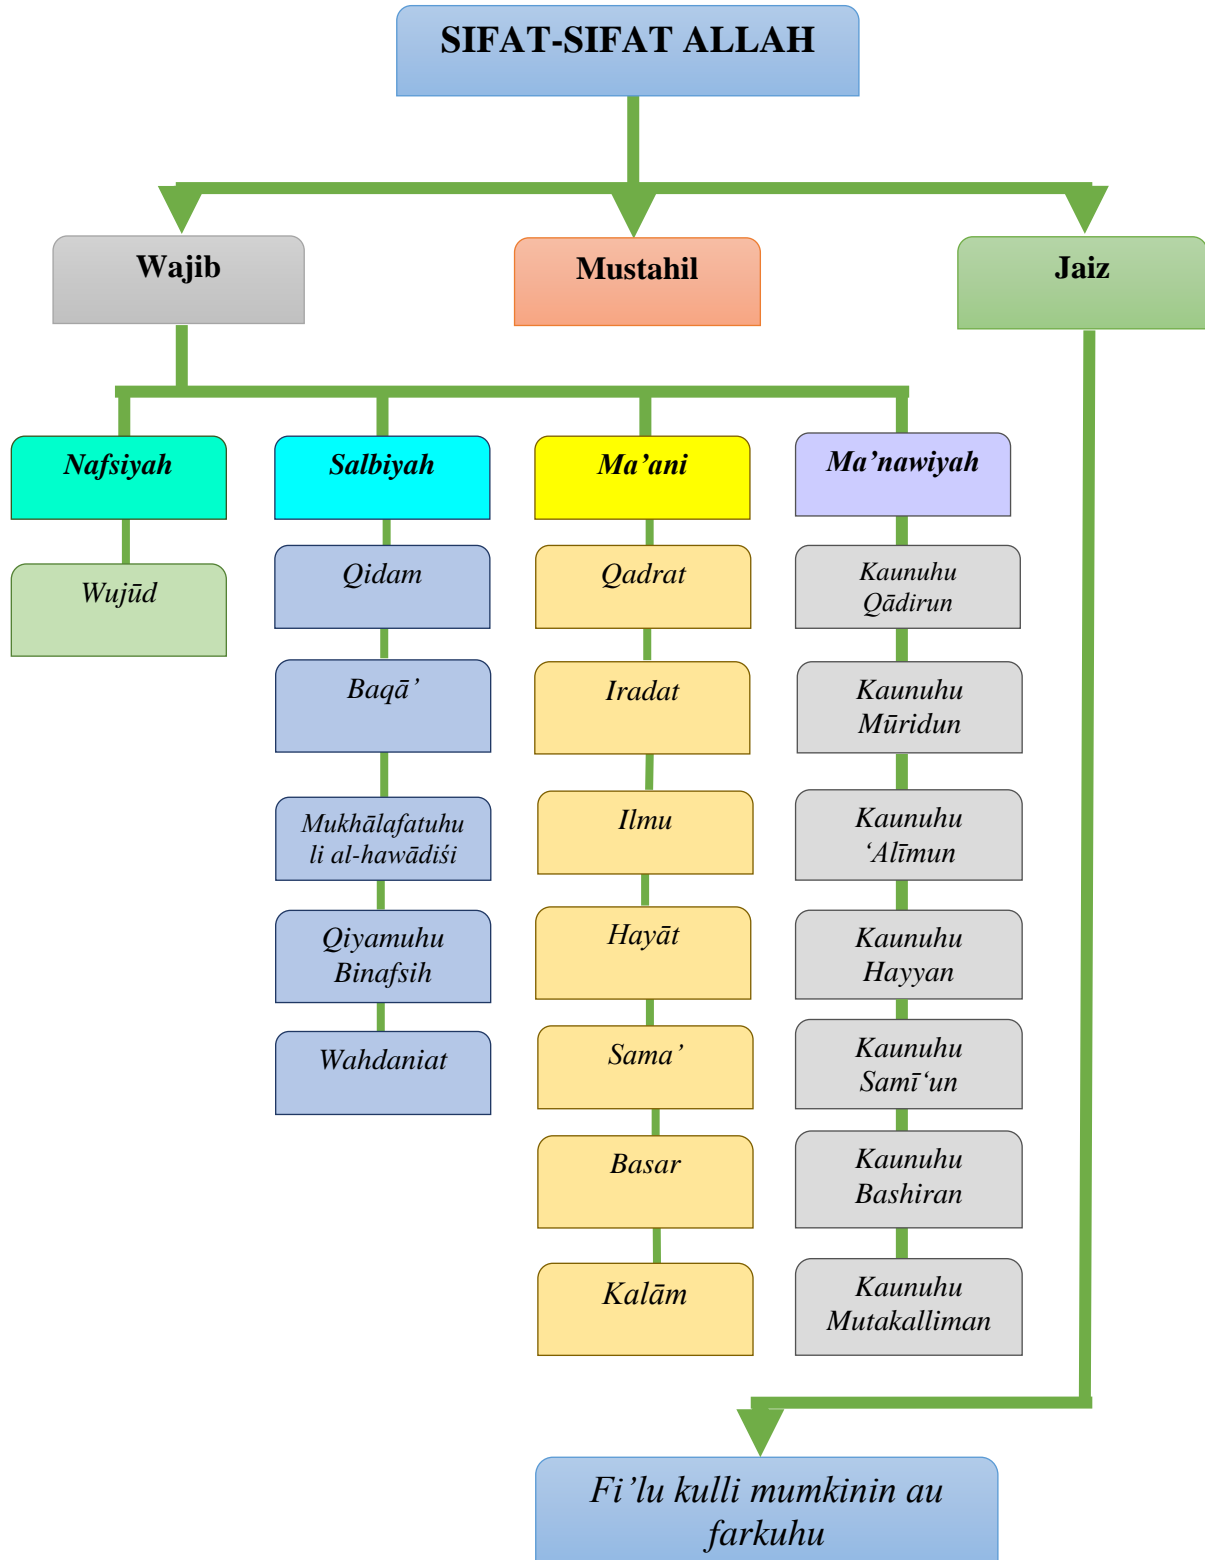 SIFAT-SIFAT ALLAH
Wajib
Mustahil
Jaiz
Nafsiyah
Salbiyah
Ma’ani
Ma’nawiyah
Wujūd
Qidam
Baqā’
Mukhālafatuhu
li al-hawādiśi
Qiyamuhu
Binafsih
Wahdaniat
Qadrat
Iradat
Ilmu
Hayāt
Sama’
Basar
Kalām
Kaunuhu
Qādirun
Kaunuhu
Mūridun
Kaunuhu
‘Alīmun
Kaunuhu
Hayyan
Kaunuhu
Samī‘un
Kaunuhu
Bashiran
Kaunuhu
Mutakalliman
Fi’lu kulli mumkinin au
farkuhu